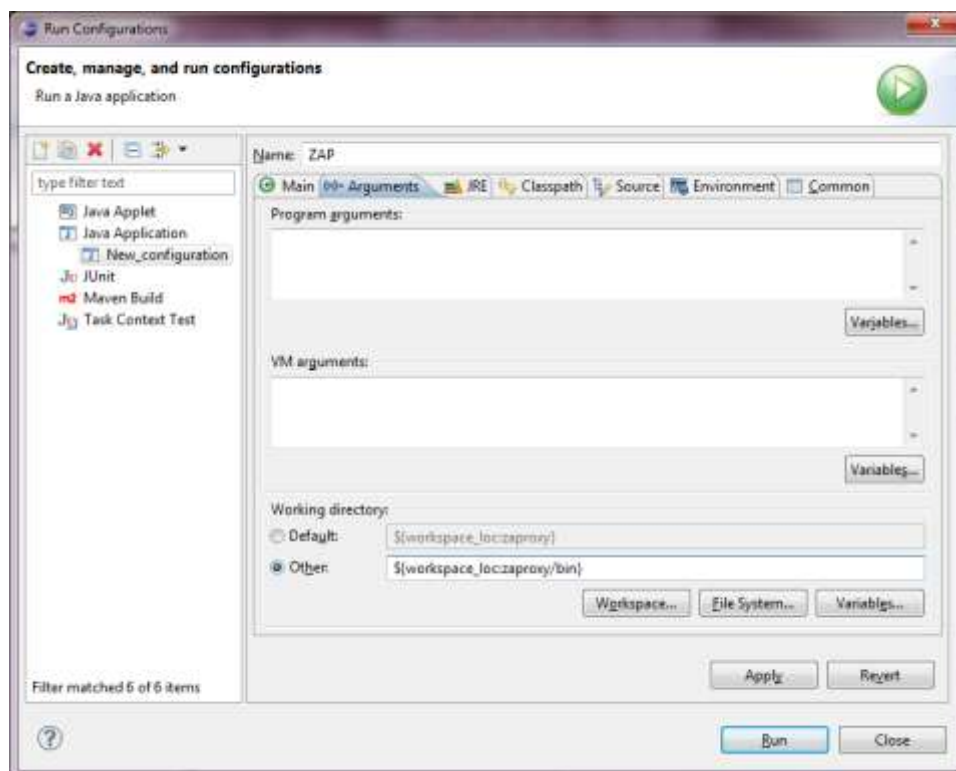 Run Configurations
Create, manage, and run configurations
Run a Java application
type filter text
Java Applet
Java Application
New_configuration
JUnit
Maven Build
Task Context Test
Filter matched 6 of 6 items
Name: ZAP
Main Arguments JRE Classpath Source Environment Common
Program arguments:
Variables...
VM arguments:
Variables...
Working directory:
Default: ${workspace_loc:zaproxy}
Other: ${workspace_loc:zaproxy/bin}
Workspace... File System... Variables...
Apply Revert
Run Close